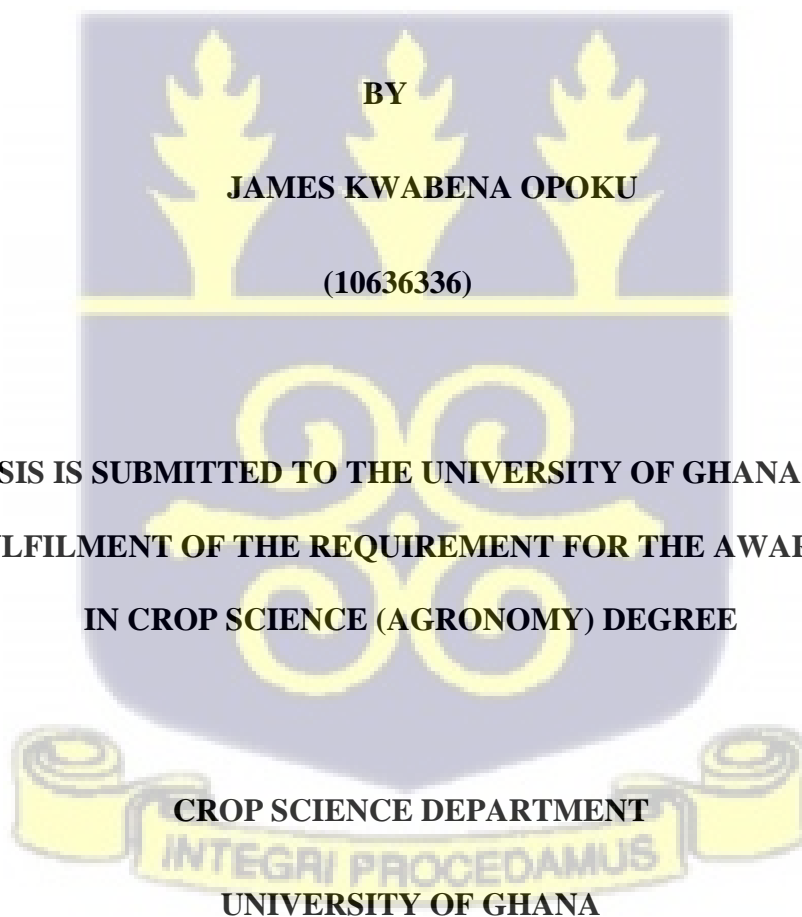 BY
JAMES KWABENA OPOKU
(10636336)
SIS IS SUBMITTED TO THE UNIVERSITY OF GHANA
LFILMENT OF THE REQUIREMENT FOR THE AWA
IN CROP SCIENCE (AGRONOMY) DEGREE
CROP SCIENCE DEPARTMENT
INTEGRI PROCEDAMUS
UNIVERSITY OF GHANA